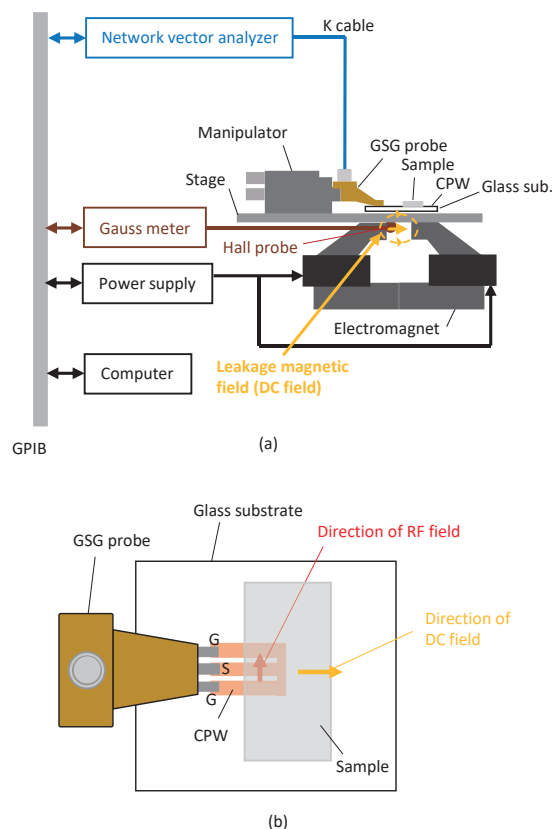 K cable
Network vector analyzer
GSG probe
Manipulator
Sample
CPW
Glass sub.
Stage
Gauss meter
Hall probe
Power supply
Electromagnet
Leakage magnetic
field (DC field)
Computer
GPIB
(a)
Glass substrate
GSG probe
Direction of RF field
Direction of
DC field
G
S
G
CPW
Sample
(b)